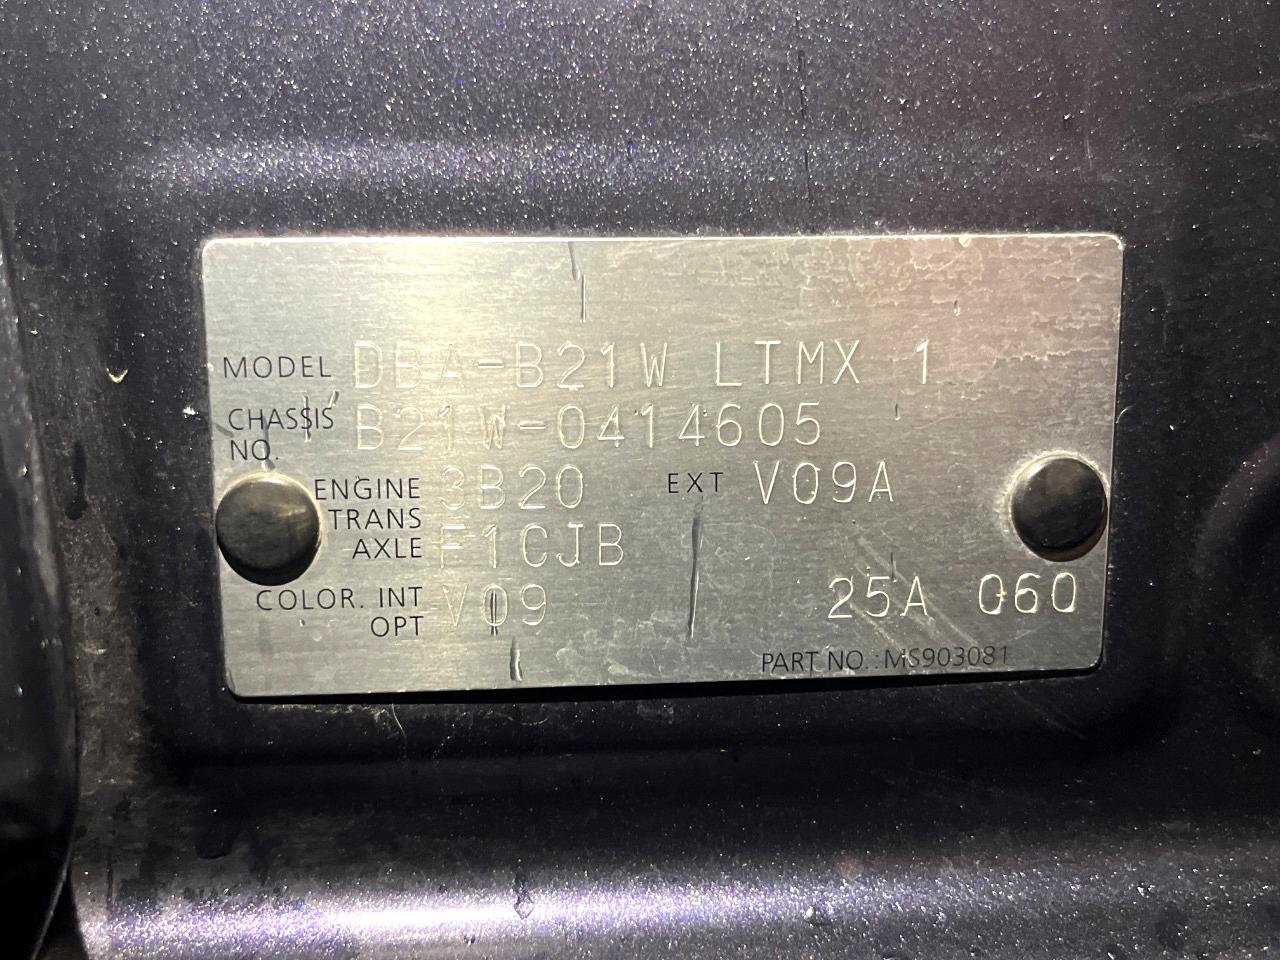 MODEL DBA-B21W LTMX 1
CHASSIS NO. B21W-0414605
ENGINE 3B20 EXT V09A
TRANS AXLE F1CJB
COLOR. INT OPT V09 25A 060
PART NO. : MS903081